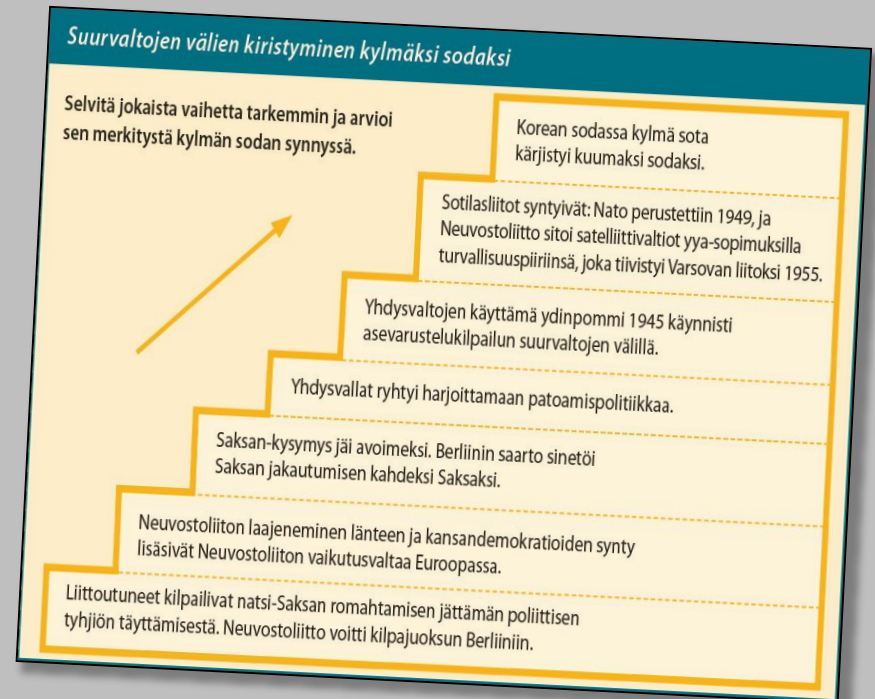 Suurvaltojen välien kiristyminen kylmäksi sodaksi
Selvitä jokaista vaihetta tarkemmin ja arvioi
sen merkitystä kylmän sodan synnyssä.
Korean sodassa kylmä sota
kärjistyi kuumaksi sodaksi.
Sotilasliitot syntyivät: Nato perustettiin 1949, ja
Neuvostoliitto sitoi satelliittivaltiot yya-sopimuksilla
turvallisuuspiiriinsä, joka tiivistyi Varsovan liitoksi 1955.
Yhdysvaltojen käyttämä ydinpommi 1945 käynnisti
asevarustelukilpailun suurvaltojen välillä.
Yhdysvallat ryhtyi harjoittamaan patoamispolitiikkaa.
Saksan-kysymys jäi avoimeksi. Berliinin saarto sinetöi
Saksan jakautumisen kahdeksi Saksaksi.
Neuvostoliiton laajeneminen länteen ja kansandemokratioiden synty
lisäsivät Neuvostoliiton vaikutusvaltaa Euroopassa.
Liittoutuneet kilpailivat natsi-Saksan romahtamisen jättämän poliittisen
tyhjiön täyttämisestä. Neuvostoliitto voitti kilpajuoksun Berliiniin.